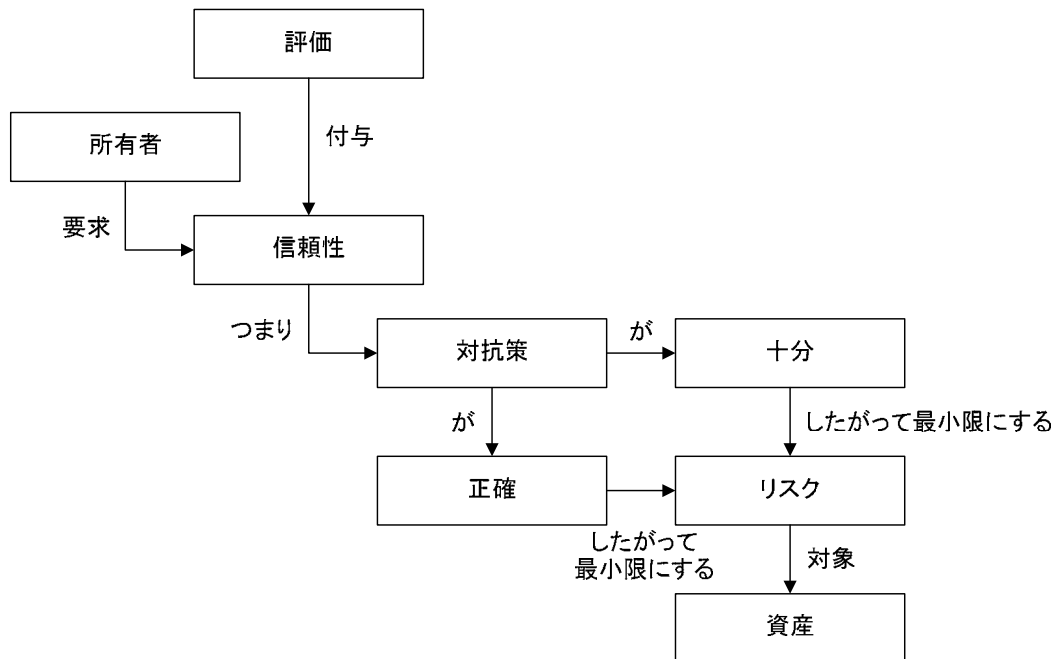 評価
付与
所有者
要求
信頼性
つまり
対抗策
が
十分
が
したがって最小限にする
正確
リスク
したがって
最小限にする
対象
資産